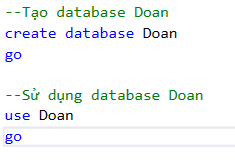 --Tạo database Doan
create database Doan
go
--Sử dụng database Doan
use Doan
go